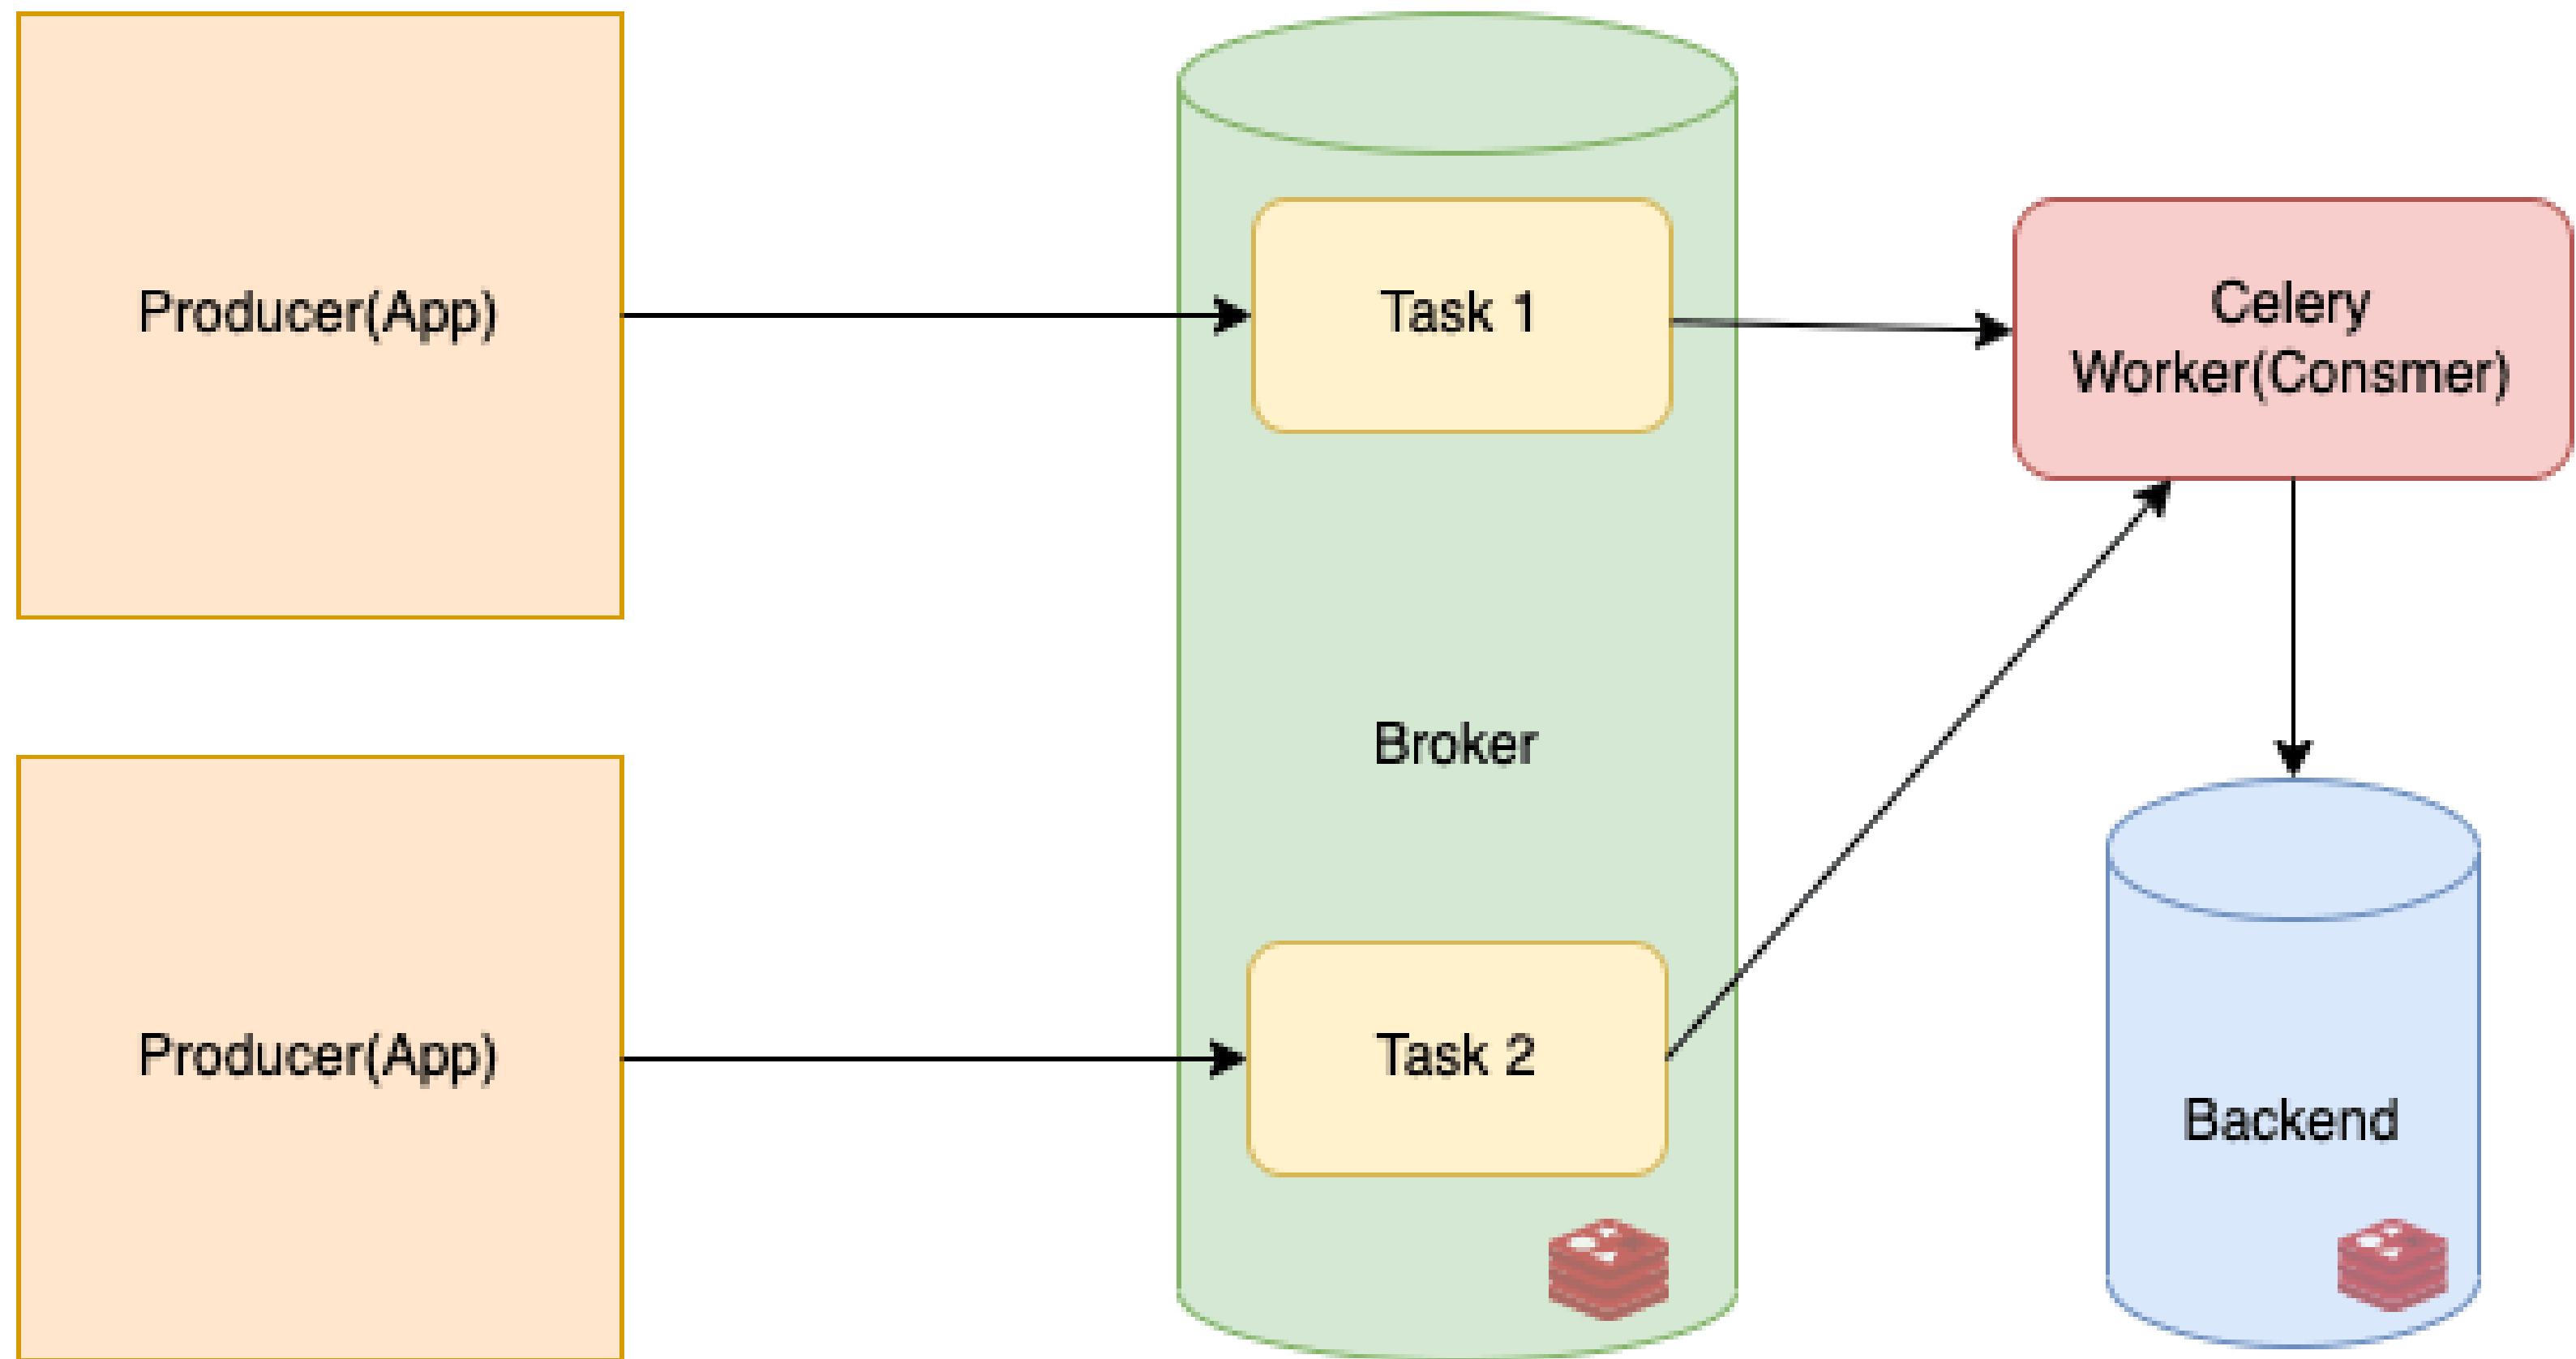 Producer(App)
Task 1
Celery
Worker(Consmer)
Broker
Producer(App)
Task 2
Backend